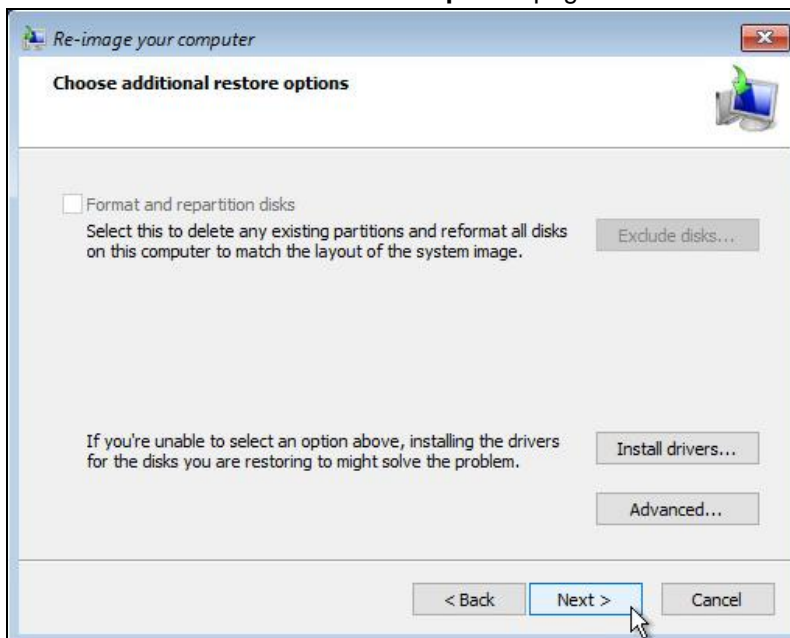 Re-image your computer
Choose additional restore options
Format and repartition disks
Select this to delete any existing partitions and reformat all disks
on this computer to match the layout of the system image.
Exclude disks...
If you're unable to select an option above, installing the drivers
for the disks you are restoring to might solve the problem.
Install drivers...
Advanced...
< Back
Next >
Cancel